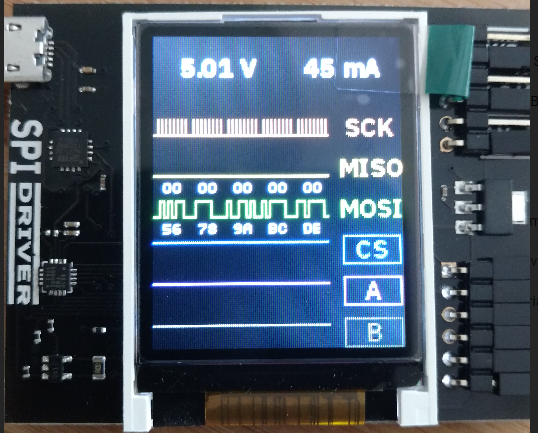 5.01 V 45 mA
SCK
MISO
00 00 00 00 00
MOSI
56 78 9A BC DE
CS
A
B
SPI DRIVER